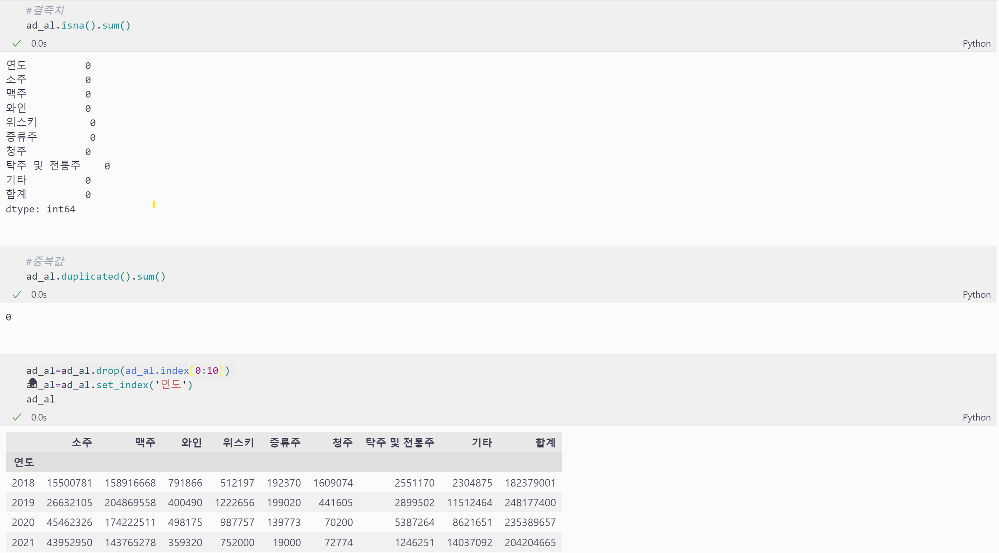 #결측치
ad_al.isna().sum()
0.0s
Python
연도 0
소주 0
맥주 0
와인 0
위스키 0
증류주 0
청주 0
탁주 및 전통주 0
기타 0
합계 0
dtype: int64
#중복값
ad_al.duplicated().sum()
0.0s
Python
0
ad_al=ad_al.drop(ad_al.index[0:10])
ad_al=ad_al.set_index('연도')
ad_al
0.0s
Python
소주 맥주 와인 위스키 증류주 청주 탁주 및 전통주 기타 합계
연도
2018 15500781 158916668 791866 512197 192370 1609074 2551170 2304875 182379001
2019 26632105 204869558 400490 1222656 199020 441605 2899502 11512464 248177400
2020 45462326 174222511 498175 987757 139773 70200 5387264 8621651 235389657
2021 43952950 143765278 359320 752000 19000 72774 1246251 14037092 204204665